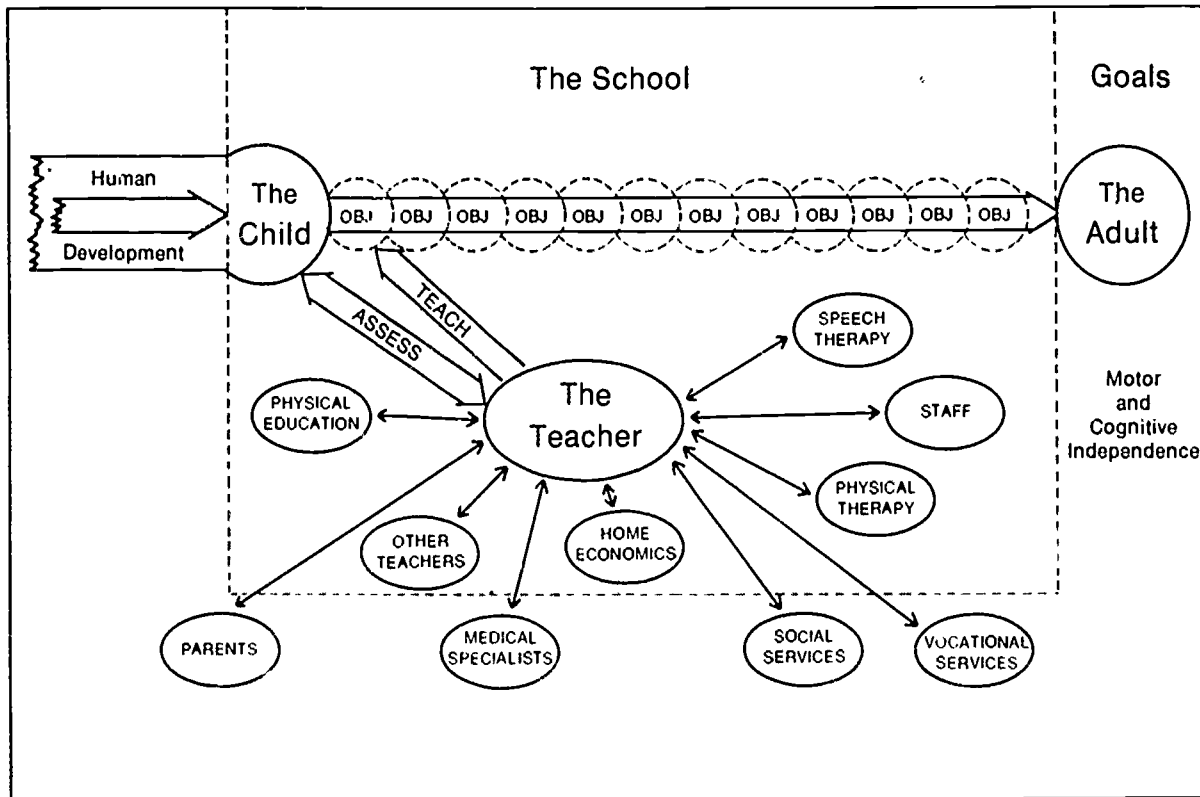 The School
Goals
Human
Development
The
Child
OBJ
OBJ
OBJ
OBJ
OBJ
OBJ
OBJ
OBJ
OBJ
OBJ
OBJ
OBJ
The
Adult
TEACH
ASSESS
The
Teacher
SPEECH
THERAPY
PHYSICAL
EDUCATION
STAFF
Motor
and
Cognitive
Independence
PHYSICAL
THERAPY
OTHER
TEACHERS
HOME
ECONOMICS
PARENTS
MEDICAL
SPECIALISTS
SOCIAL
SERVICES
VOCATIONAL
SERVICES